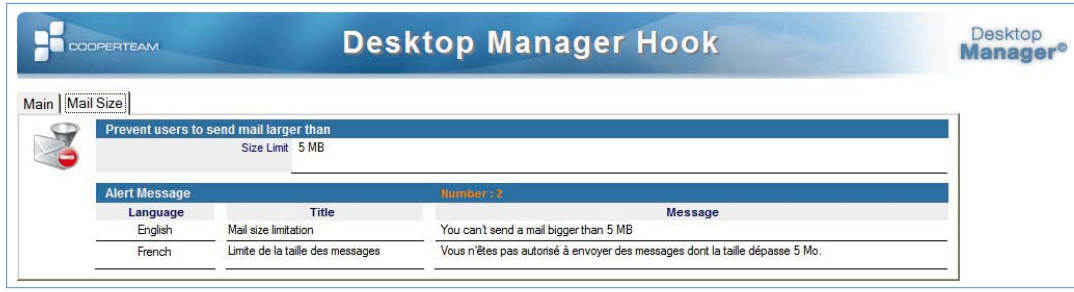 COOPERTEAM
Desktop Manager Hook
Desktop
Manager©
Main Mail Size
Prevent users to send mail larger than
Size Limit 5 MB
Alert Message Number : 2
Language Title Message
English Mail size limitation You can't send a mail bigger than 5 MB
French Limite de la taille des messages Vous n'êtes pas autorisé à envoyer des messages dont la taille dépasse 5 Mo.